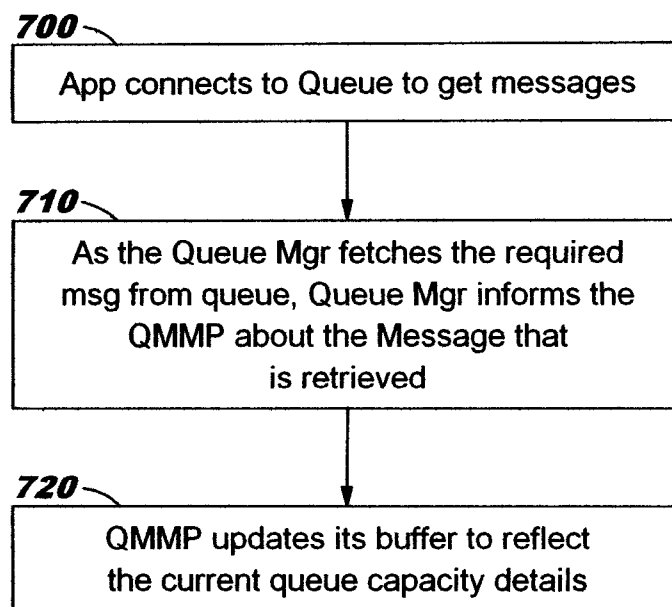 700
App connects to Queue to get messages
710
As the Queue Mgr fetches the required
msg from queue, Queue Mgr informs the
QMMP about the Message that
is retrieved
720
QMMP updates its buffer to reflect
the current queue capacity details